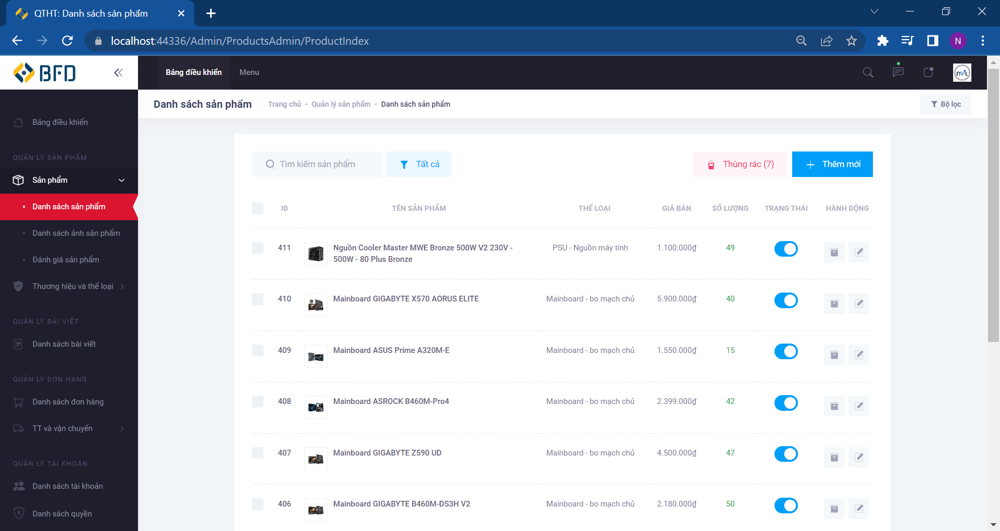 QTHT: Danh sách sản phẩm
localhost:44336/Admin/ProductsAdmin/ProductIndex
N
BFD
Bảng điều khiển
Menu
mvt
Danh sách sản phẩm
Trang chủ - Quản lý sản phẩm - Danh sách sản phẩm
Bộ lọc
Bảng điều khiển
QUẢN LÝ SẢN PHẨM
Sản phẩm
Danh sách sản phẩm
Danh sách ảnh sản phẩm
Đánh giá sản phẩm
Thương hiệu và thể loại
QUẢN LÝ BÀI VIẾT
Danh sách bài viết
QUẢN LÝ ĐƠN HÀNG
Danh sách đơn hàng
TT và vận chuyển
QUẢN LÝ TÀI KHOẢN
Danh sách tài khoản
Danh sách quyền
Tìm kiếm sản phẩm
Tất cả
Thùng rác (7)
Thêm mới
ID TÊN SẢN PHẨM THỂ LOẠI GIÁ BÁN SỐ LƯỢNG TRẠNG THÁI HÀNH ĐỘNG
411 Nguồn Cooler Master MWE Bronze 500W V2 230V - PSU - Nguồn máy tính 1.100.000₫ 49
500W - 80 Plus Bronze
410 Mainboard GIGABYTE X570 AORUS ELITE Mainboard - bo mạch chủ 5.900.000₫ 40
409 Mainboard ASUS Prime A320M-E Mainboard - bo mạch chủ 1.550.000₫ 15
408 Mainboard ASROCK B460M-Pro4 Mainboard - bo mạch chủ 2.399.000₫ 42
407 Mainboard GIGABYTE Z590 UD Mainboard - bo mạch chủ 4.500.000₫ 47
406 Mainboard GIGABYTE B460M-DS3H V2 Mainboard - bo mạch chủ 2.180.000₫ 50